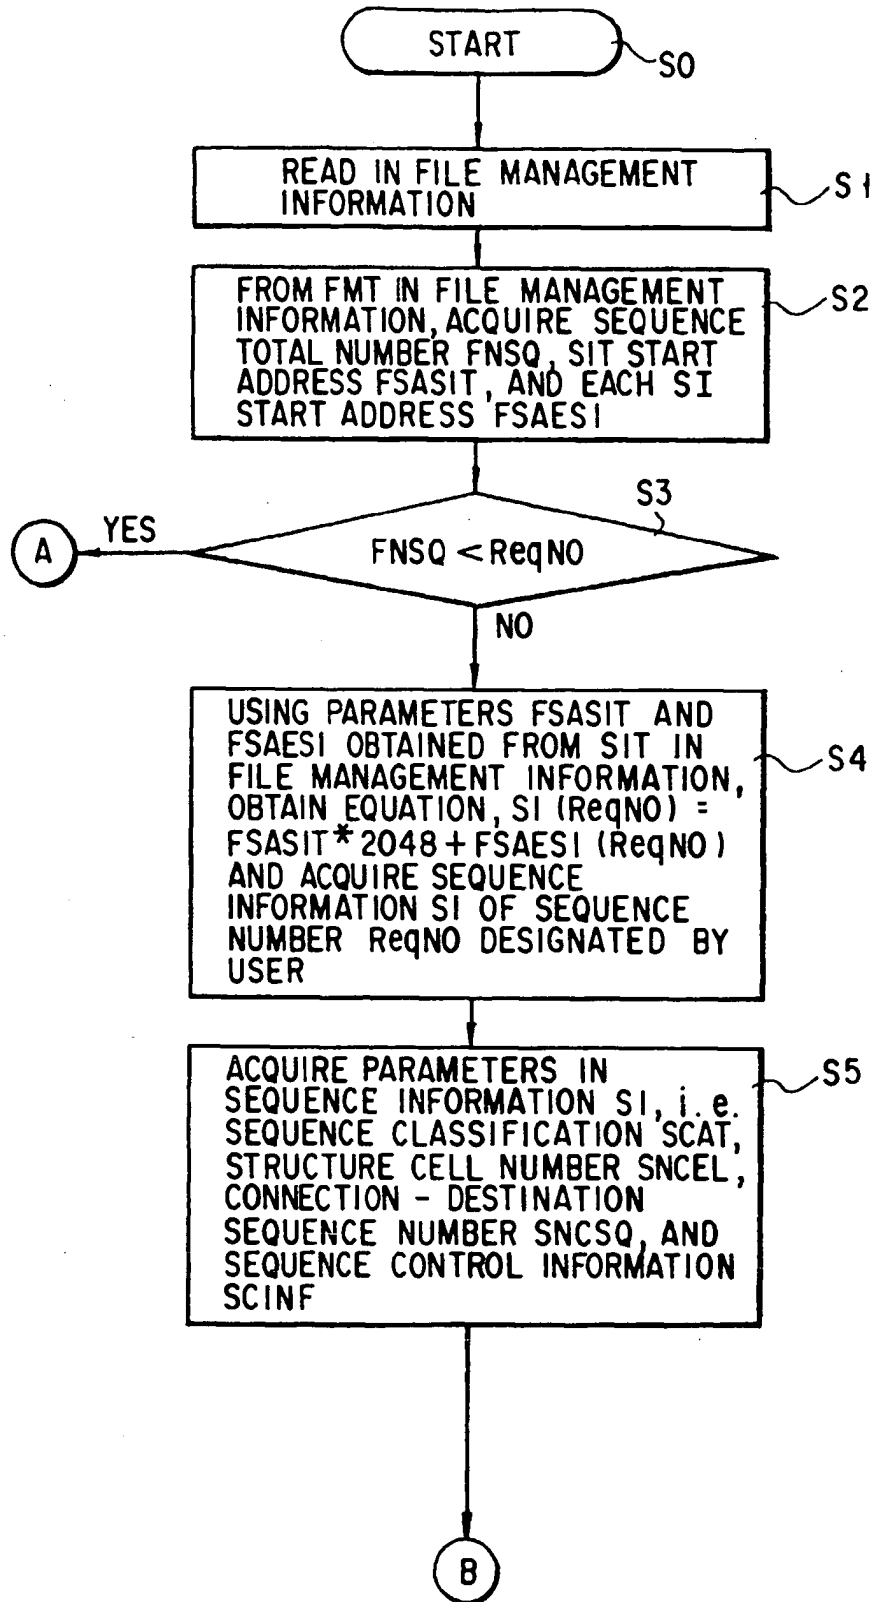 START
S0
READ IN FILE MANAGEMENT
INFORMATION
S1
FROM FMT IN FILE MANAGEMENT
INFORMATION, ACQUIRE SEQUENCE
TOTAL NUMBER FNSQ, SIT START
ADDRESS FSASIT, AND EACH SI
START ADDRESS FSAESI
S2
S3
FNSQ < ReqNO
YES
A
NO
USING PARAMETERS FSASIT AND
FSAESI OBTAINED FROM SIT IN
FILE MANAGEMENT INFORMATION,
OBTAIN EQUATION, SI (ReqNO) =
FSASIT * 2048 + FSAESI (ReqNO)
AND ACQUIRE SEQUENCE
INFORMATION SI OF SEQUENCE
NUMBER ReqNO DESIGNATED BY
USER
S4
ACQUIRE PARAMETERS IN
SEQUENCE INFORMATION SI, i.e.
SEQUENCE CLASSIFICATION SCAT,
STRUCTURE CELL NUMBER SNCEL,
CONNECTION - DESTINATION
SEQUENCE NUMBER SNCSQ, AND
SEQUENCE CONTROL INFORMATION
SCINF
S5
B